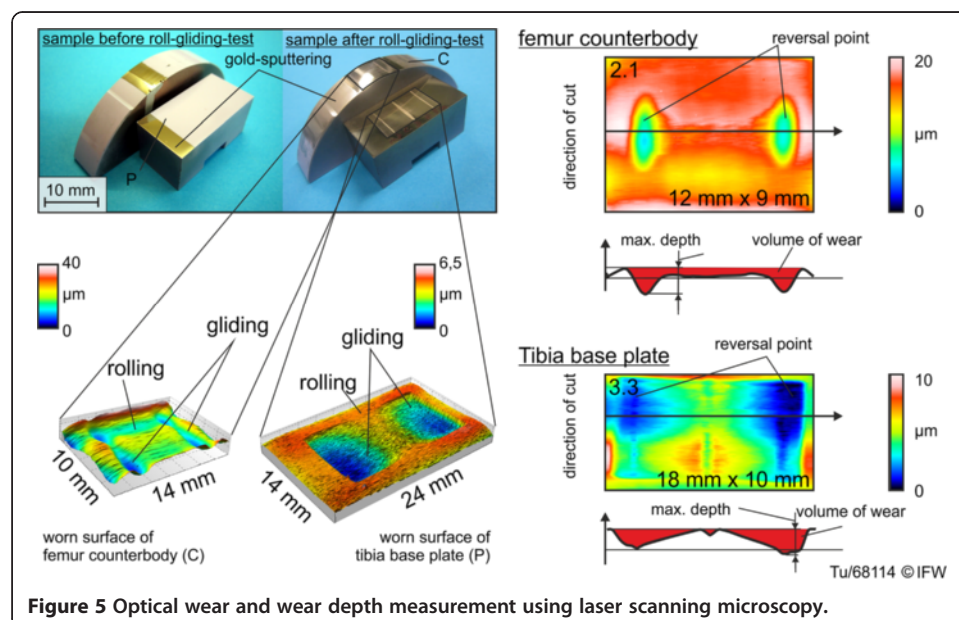 sample before roll-gliding-test
sample after roll-gliding-test
gold-sputtering
C
P
10 mm
40
µm
0
6,5
µm
0
gliding
rolling
gliding
rolling
10 mm
14 mm
14 mm
24 mm
worn surface of
femur counterbody (C)
worn surface of
tibia base plate (P)
femur counterbody
reversal point
2.1
direction of cut
12 mm x 9 mm
20
µm
0
max. depth
volume of wear
Tibia base plate
reversal point
3.3
direction of cut
18 mm x 10 mm
10
µm
0
max. depth
volume of wear
Tu/68114 © IFW
Figure 5 Optical wear and wear depth measurement using laser scanning microscopy.